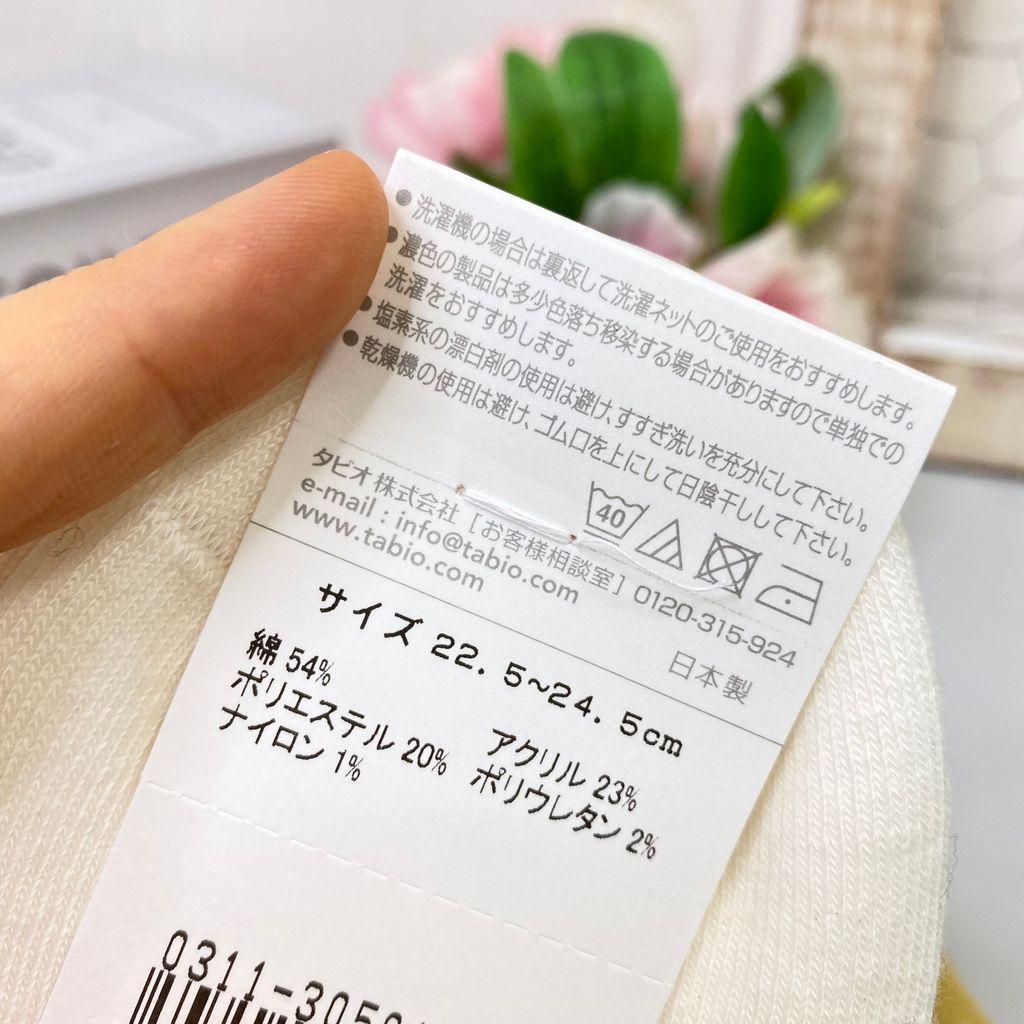 ●洗濯機の場合は裏返して洗濯ネットのご使用をおすすめします。
●濃色の製品は多少色落ち移染する場合がありますので単独での
洗濯をおすすめします。
●塩素系の漂白剤の使用は避け、すすぎ洗いを充分にして下さい。
●乾燥機の使用は避け、ゴム口を上にして日陰干しして下さい。
40
タビオ株式会社［お客様相談室］0120-315-924
e-mail : info@tabio.com
www.tabio.com
日本製
サイズ 22.5~24.5cm
綿 54% アクリル 23%
ポリエステル 20% ポリウレタン 2%
ナイロン 1%
0311-305